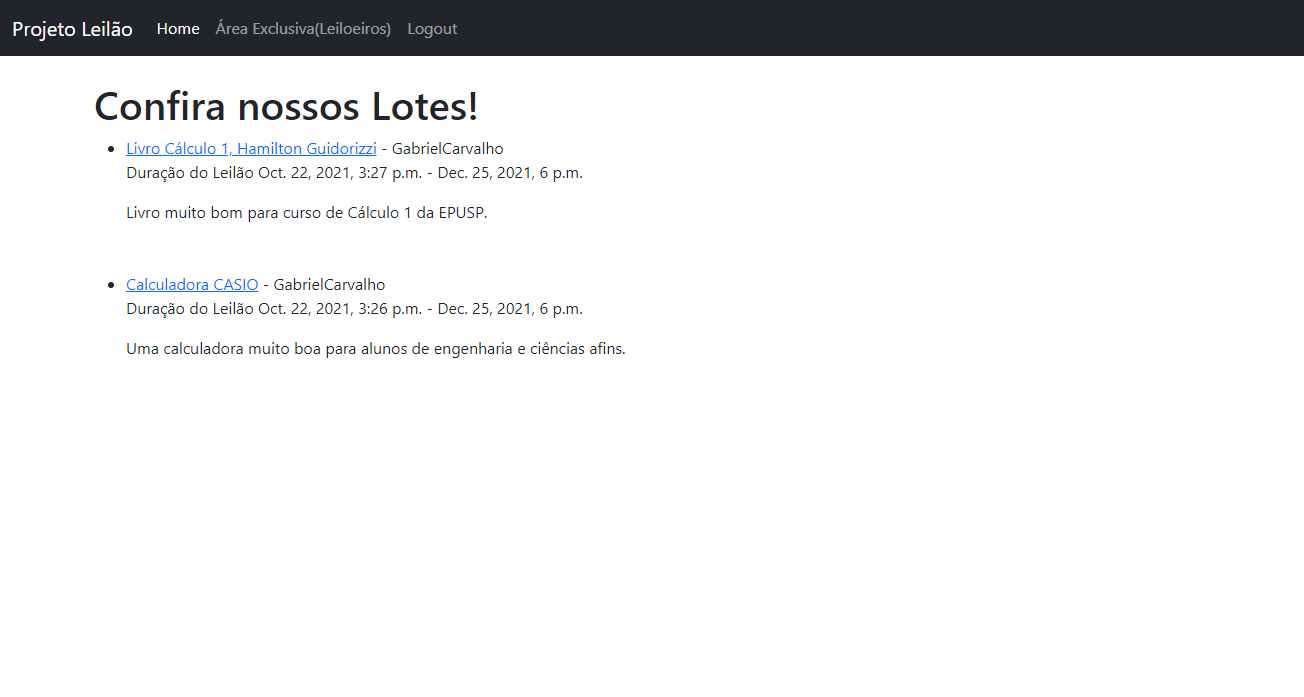 Projeto Leilão Home Área Exclusiva(Leiloeiros) Logout
Confira nossos Lotes!
Livro Cálculo 1, Hamilton Guidorizzi - GabrielCarvalho
Duração do Leilão Oct. 22, 2021, 3:27 p.m. - Dec. 25, 2021, 6 p.m.
Livro muito bom para curso de Cálculo 1 da EPUSP.
Calculadora CASIO - GabrielCarvalho
Duração do Leilão Oct. 22, 2021, 3:26 p.m. - Dec. 25, 2021, 6 p.m.
Uma calculadora muito boa para alunos de engenharia e ciências afins.